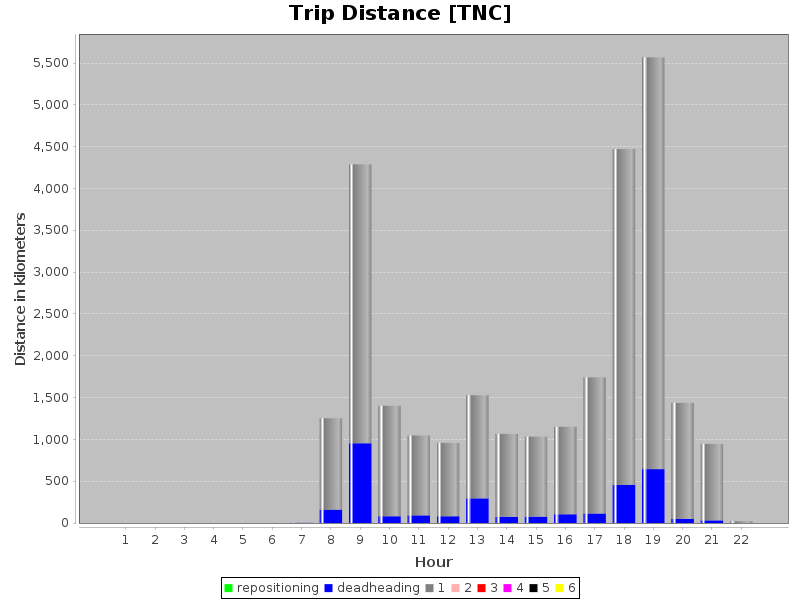 Trip Distance [TNC]
Distance in kilometers
5,500
5,000
4,500
4,000
3,500
3,000
2,500
2,000
1,500
1,000
500
0
1 2 3 4 5 6 7 8 9 10 11 12 13 14 15 16 17 18 19 20 21 22
Hour
repositioning deadheading 1 2 3 4 5 6